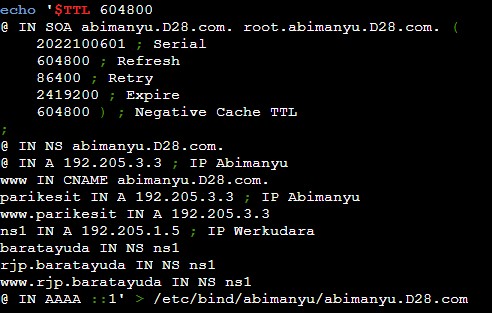 echo '$TTL 604800
@ IN SOA abimanyu.D28.com. root.abimanyu.D28.com. (
2022100601 ; Serial
604800 ; Refresh
86400 ; Retry
2419200 ; Expire
604800 ) ; Negative Cache TTL
;
@ IN NS abimanyu.D28.com.
@ IN A 192.205.3.3 ; IP Abimanyu
www IN CNAME abimanyu.D28.com.
parikesit IN A 192.205.3.3 ; IP Abimanyu
www.parikesit IN A 192.205.3.3
ns1 IN A 192.205.1.5 ; IP Werkudara
baratayuda IN NS ns1
rjp.baratayuda IN NS ns1
www.rjp.baratayuda IN NS ns1
@ IN AAAA ::1' > /etc/bind/abimanyu/abimanyu.D28.com